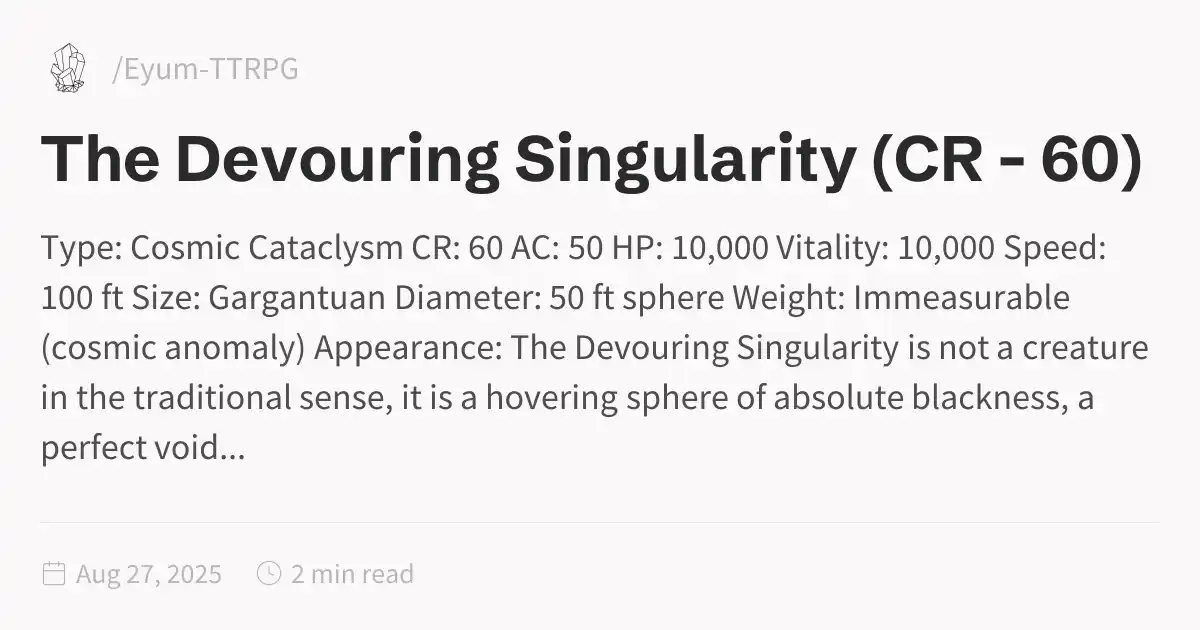 /Eyum-TTRPG
The Devouring Singularity (CR - 60)
Type: Cosmic Cataclysm CR: 60 AC: 50 HP: 10,000 Vitality: 10,000 Speed:
100 ft Size: Gargantuan Diameter: 50 ft sphere Weight: Immeasurable
(cosmic anomaly) Appearance: The Devouring Singularity is not a creature
in the traditional sense, it is a hovering sphere of absolute blackness, a
perfect void...
Aug 27, 2025 2 min read